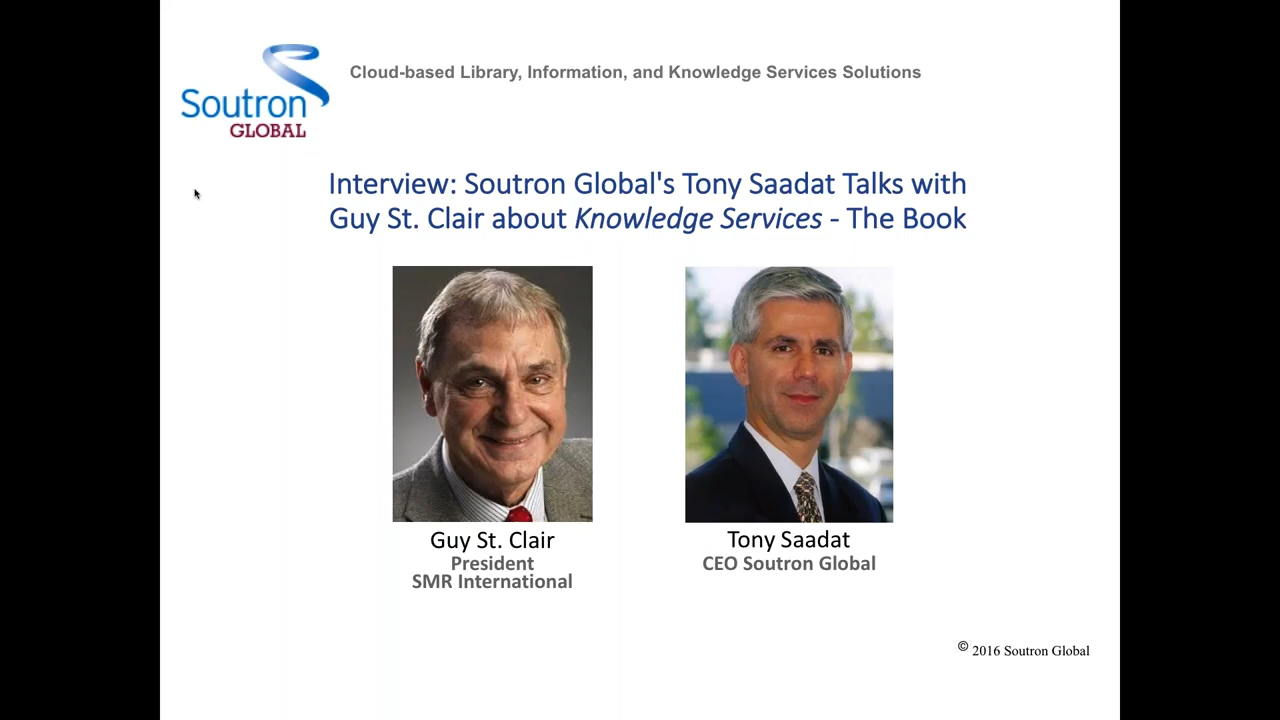 Soutron
GLOBAL
Cloud-based Library, Information, and Knowledge Services Solutions
Interview: Soutron Global's Tony Saadat Talks with
Guy St. Clair about Knowledge Services - The Book
Guy St. Clair
President
SMR International
Tony Saadat
CEO Soutron Global
© 2016 Soutron Global